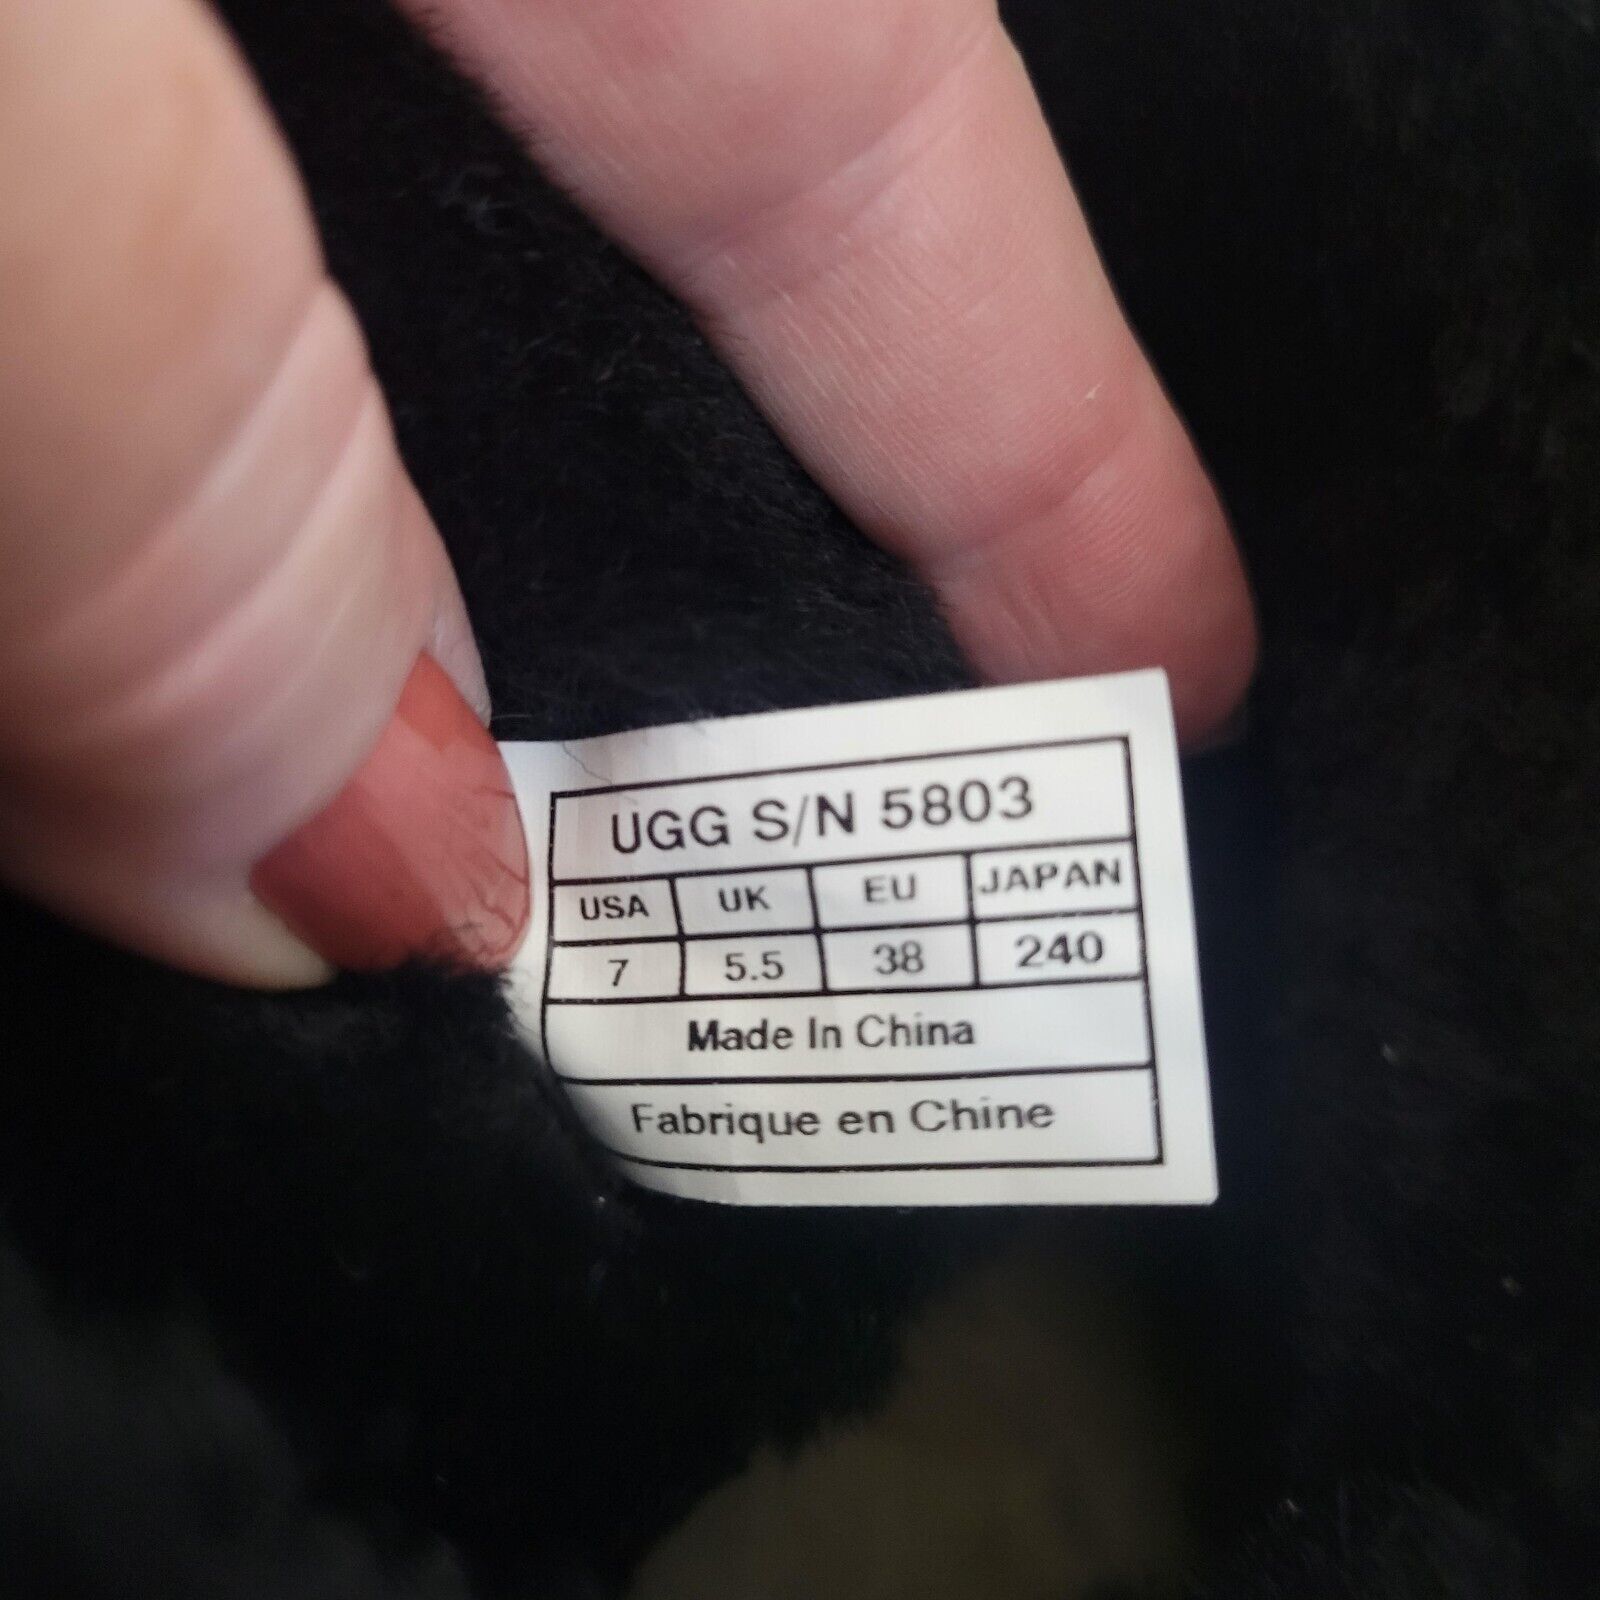 UGG S/N 5803
USA UK EU JAPAN
7 5.5 38 240
Made In China
Fabrique en Chine